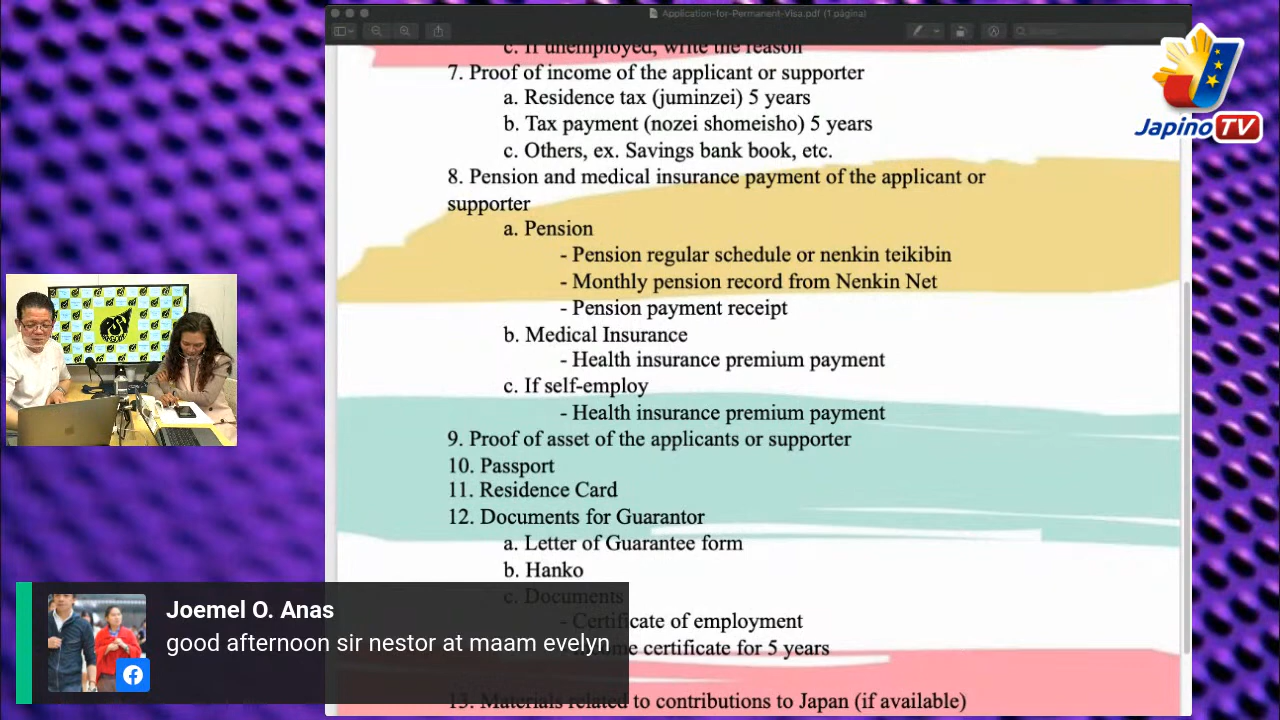 Application-for-Permanent-Visa.pdf (1 página)
c. If unemployed, write the reason
7. Proof of income of the applicant or supporter
a. Residence tax (juminzei) 5 years
b. Tax payment (nozei shomeisho) 5 years
c. Others, ex. Savings bank book, etc.
8. Pension and medical insurance payment of the applicant or
supporter
a. Pension
- Pension regular schedule or nenkin teikibin
- Monthly pension record from Nenkin Net
- Pension payment receipt
b. Medical Insurance
- Health insurance premium payment
c. If self-employ
- Health insurance premium payment
9. Proof of asset of the applicants or supporter
10. Passport
11. Residence Card
12. Documents for Guarantor
a. Letter of Guarantee form
b. Hanko
c. Documents
- Certificate of employment
certificate for 5 years
13. Materials related to contributions to Japan (if available)
Japino TV
Joemel O. Anas
good afternoon sir nestor at maam evelyn